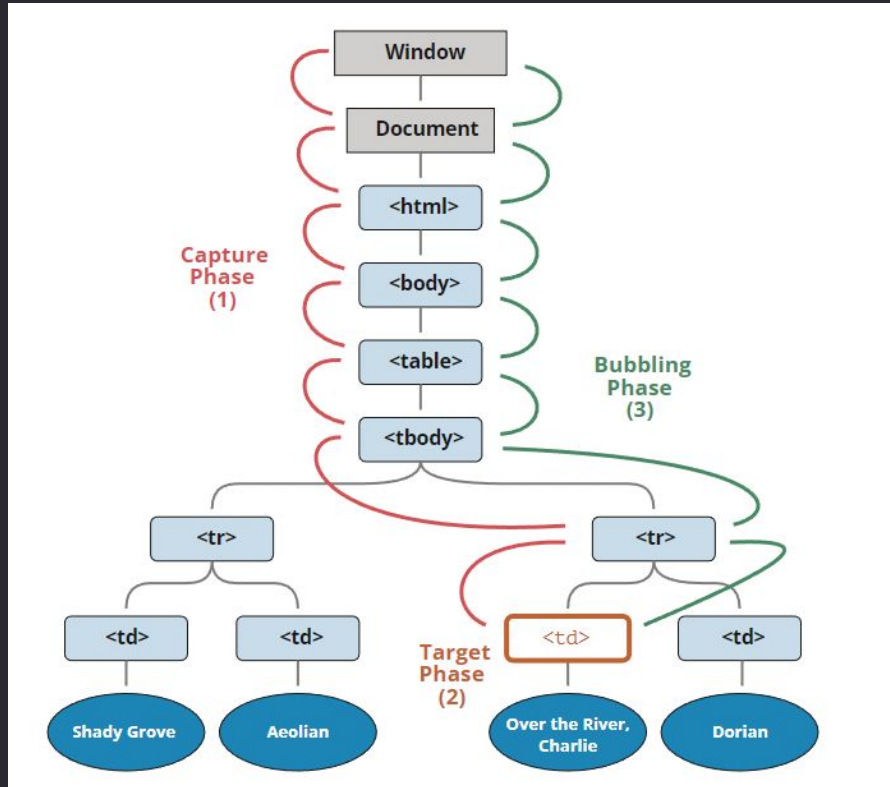 Window
Document
<html>
Capture
Phase
(1)
<body>
<table>
Bubbling
Phase
(3)
<tbody>
<tr>
<tr>
<td>
<td>
<td>
<td>
Target
Phase
(2)
Shady Grove
Aeolian
Over the River,
Charlie
Dorian